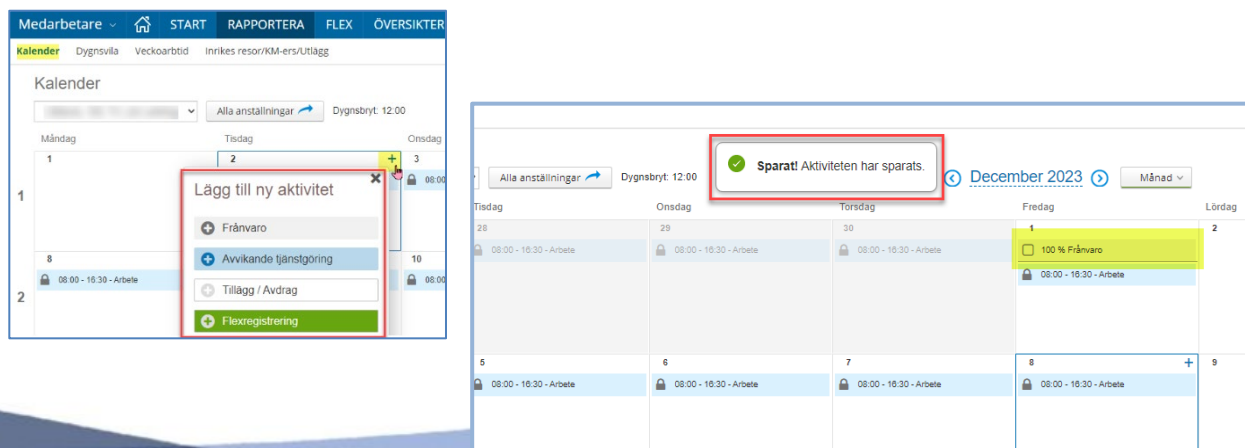 Medarbetare START RAPPORTERA FLEX ÖVERSIKTER
Kalender Dygnsvila Veckoarbtid Inrikes resor/KM-ers/Utlägg
Kalender
Alla anställningar Dygnsbryt: 12:00
Måndag Tisdag Onsdag
1 2 + 3
08:00
1
Lägg till ny aktivitet
Frånvaro
Avvikande tjänstgöring
Tillägg / Avdrag
Flexregistrering
8 10
08:00 - 16:30 - Arbete 08:00
2
Sparat! Aktiviteten har sparats.
Alla anställningar Dygnsbryt: 12:00 December 2023 Månad
Tisdag Onsdag Torsdag Fredag Lördag
28 29 30 1 2
08:00 - 16:30 - Arbete 08:00 - 16:30 - Arbete 08:00 - 16:30 - Arbete 100 % Frånvaro
08:00 - 16:30 - Arbete
5 6 7 8 + 9
08:00 - 16:30 - Arbete 08:00 - 16:30 - Arbete 08:00 - 16:30 - Arbete 08:00 - 16:30 - Arbete